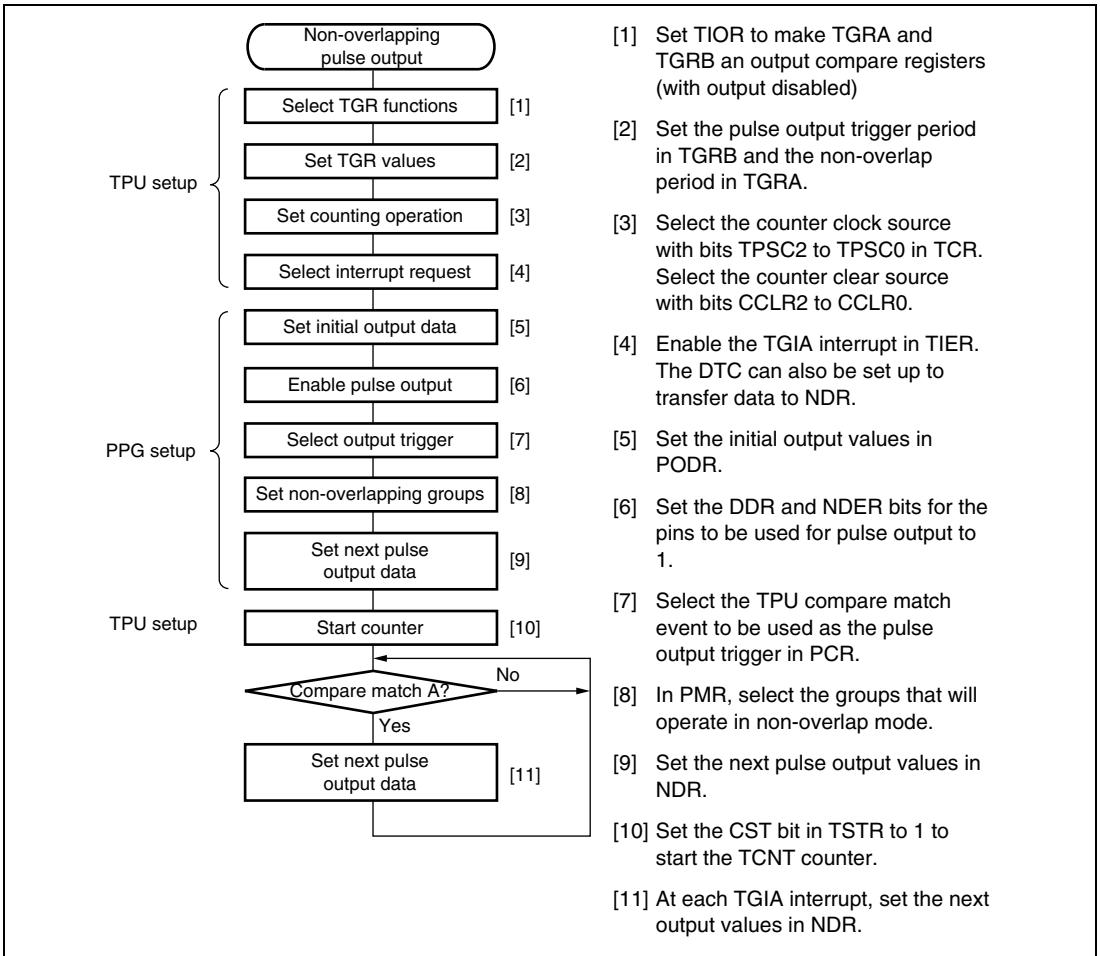 Non-overlapping
pulse output
Select TGR functions [1]
Set TGR values [2]
TPU setup
Set counting operation [3]
Select interrupt request [4]
Set initial output data [5]
Enable pulse output [6]
Select output trigger [7]
PPG setup
Set non-overlapping groups [8]
Set next pulse
output data
[9]
TPU setup
Start counter [10]
Compare match A?
No
Yes
Set next pulse
output data
[11]
[1] Set TIOR to make TGRA and
TGRB an output compare registers
(with output disabled)
[2] Set the pulse output trigger period
in TGRB and the non-overlap
period in TGRA.
[3] Select the counter clock source
with bits TPSC2 to TPSC0 in TCR.
Select the counter clear source
with bits CCLR2 to CCLR0.
[4] Enable the TGIA interrupt in TIER.
The DTC can also be set up to
transfer data to NDR.
[5] Set the initial output values in
PODR.
[6] Set the DDR and NDER bits for the
pins to be used for pulse output to
1.
[7] Select the TPU compare match
event to be used as the pulse
output trigger in PCR.
[8] In PMR, select the groups that will
operate in non-overlap mode.
[9] Set the next pulse output values in
NDR.
[10] Set the CST bit in TSTR to 1 to
start the TCNT counter.
[11] At each TGIA interrupt, set the next
output values in NDR.